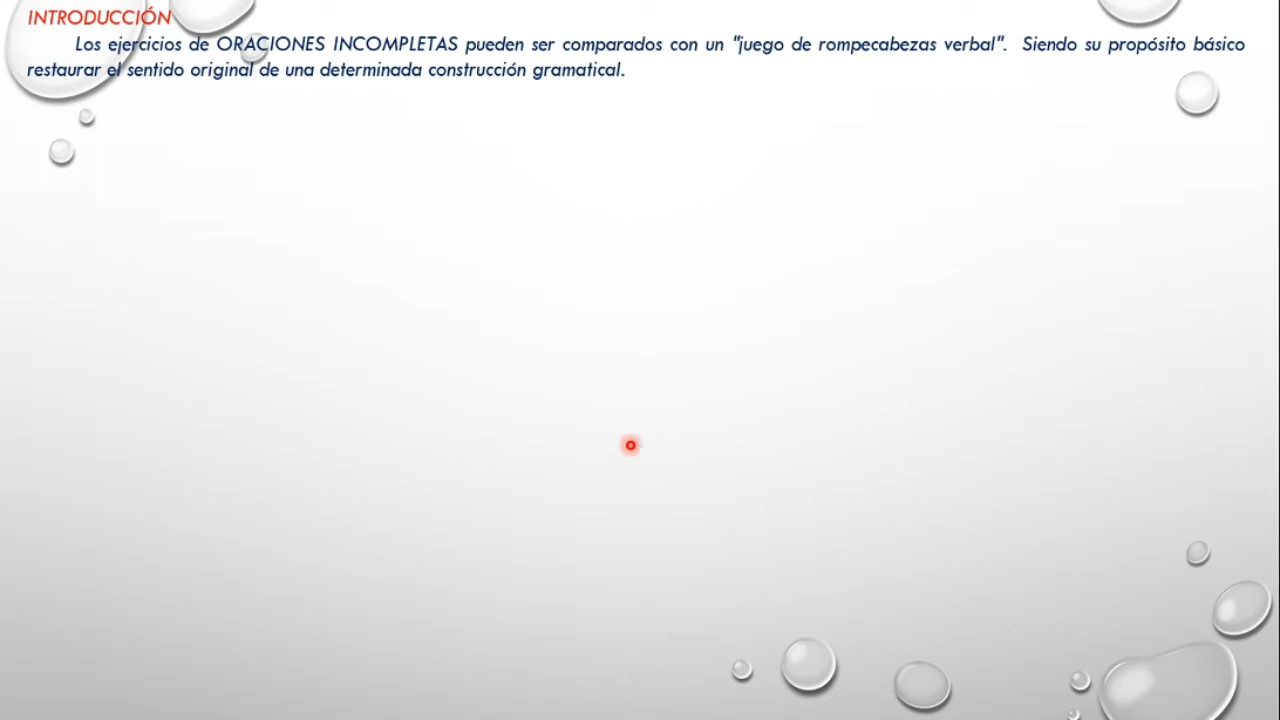 INTRODUCCIÓN
Los ejercicios de ORACIONES INCOMPLETAS pueden ser comparados con un "juego de rompecabezas verbal". Siendo su propósito básico
restaurar el sentido original de una determinada construcción gramatical.